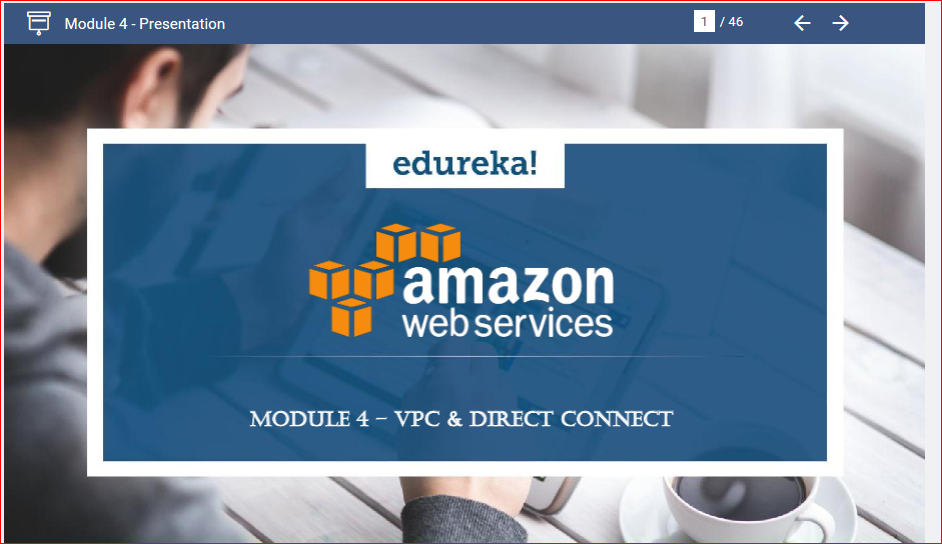 Module 4 - Presentation
1 / 46
edureka!
amazon
web services
MODULE 4 – VPC & DIRECT CONNECT